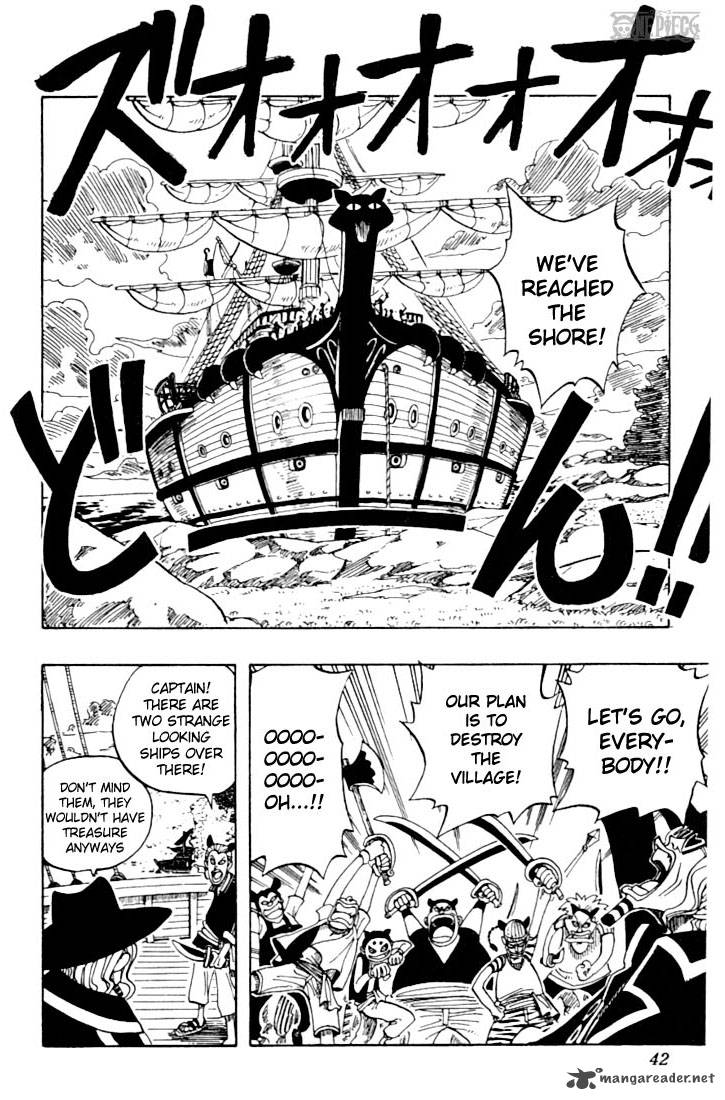 ONE PIECE
ズオォオォオォ
WE'VE
REACHED
THE
SHORE!
どん!!
LET'S GO,
EVERY-
BODY!!
OUR PLAN
IS TO
DESTROY
THE
VILLAGE!
OOOO-
OOOO-
OOOO-
OH...!!
CAPTAIN!
THERE ARE
TWO STRANGE
LOOKING
SHIPS OVER
THERE!
DON'T MIND
THEM, THEY
WOULDN'T HAVE
TREASURE
ANYWAYS
42
mangareader.net